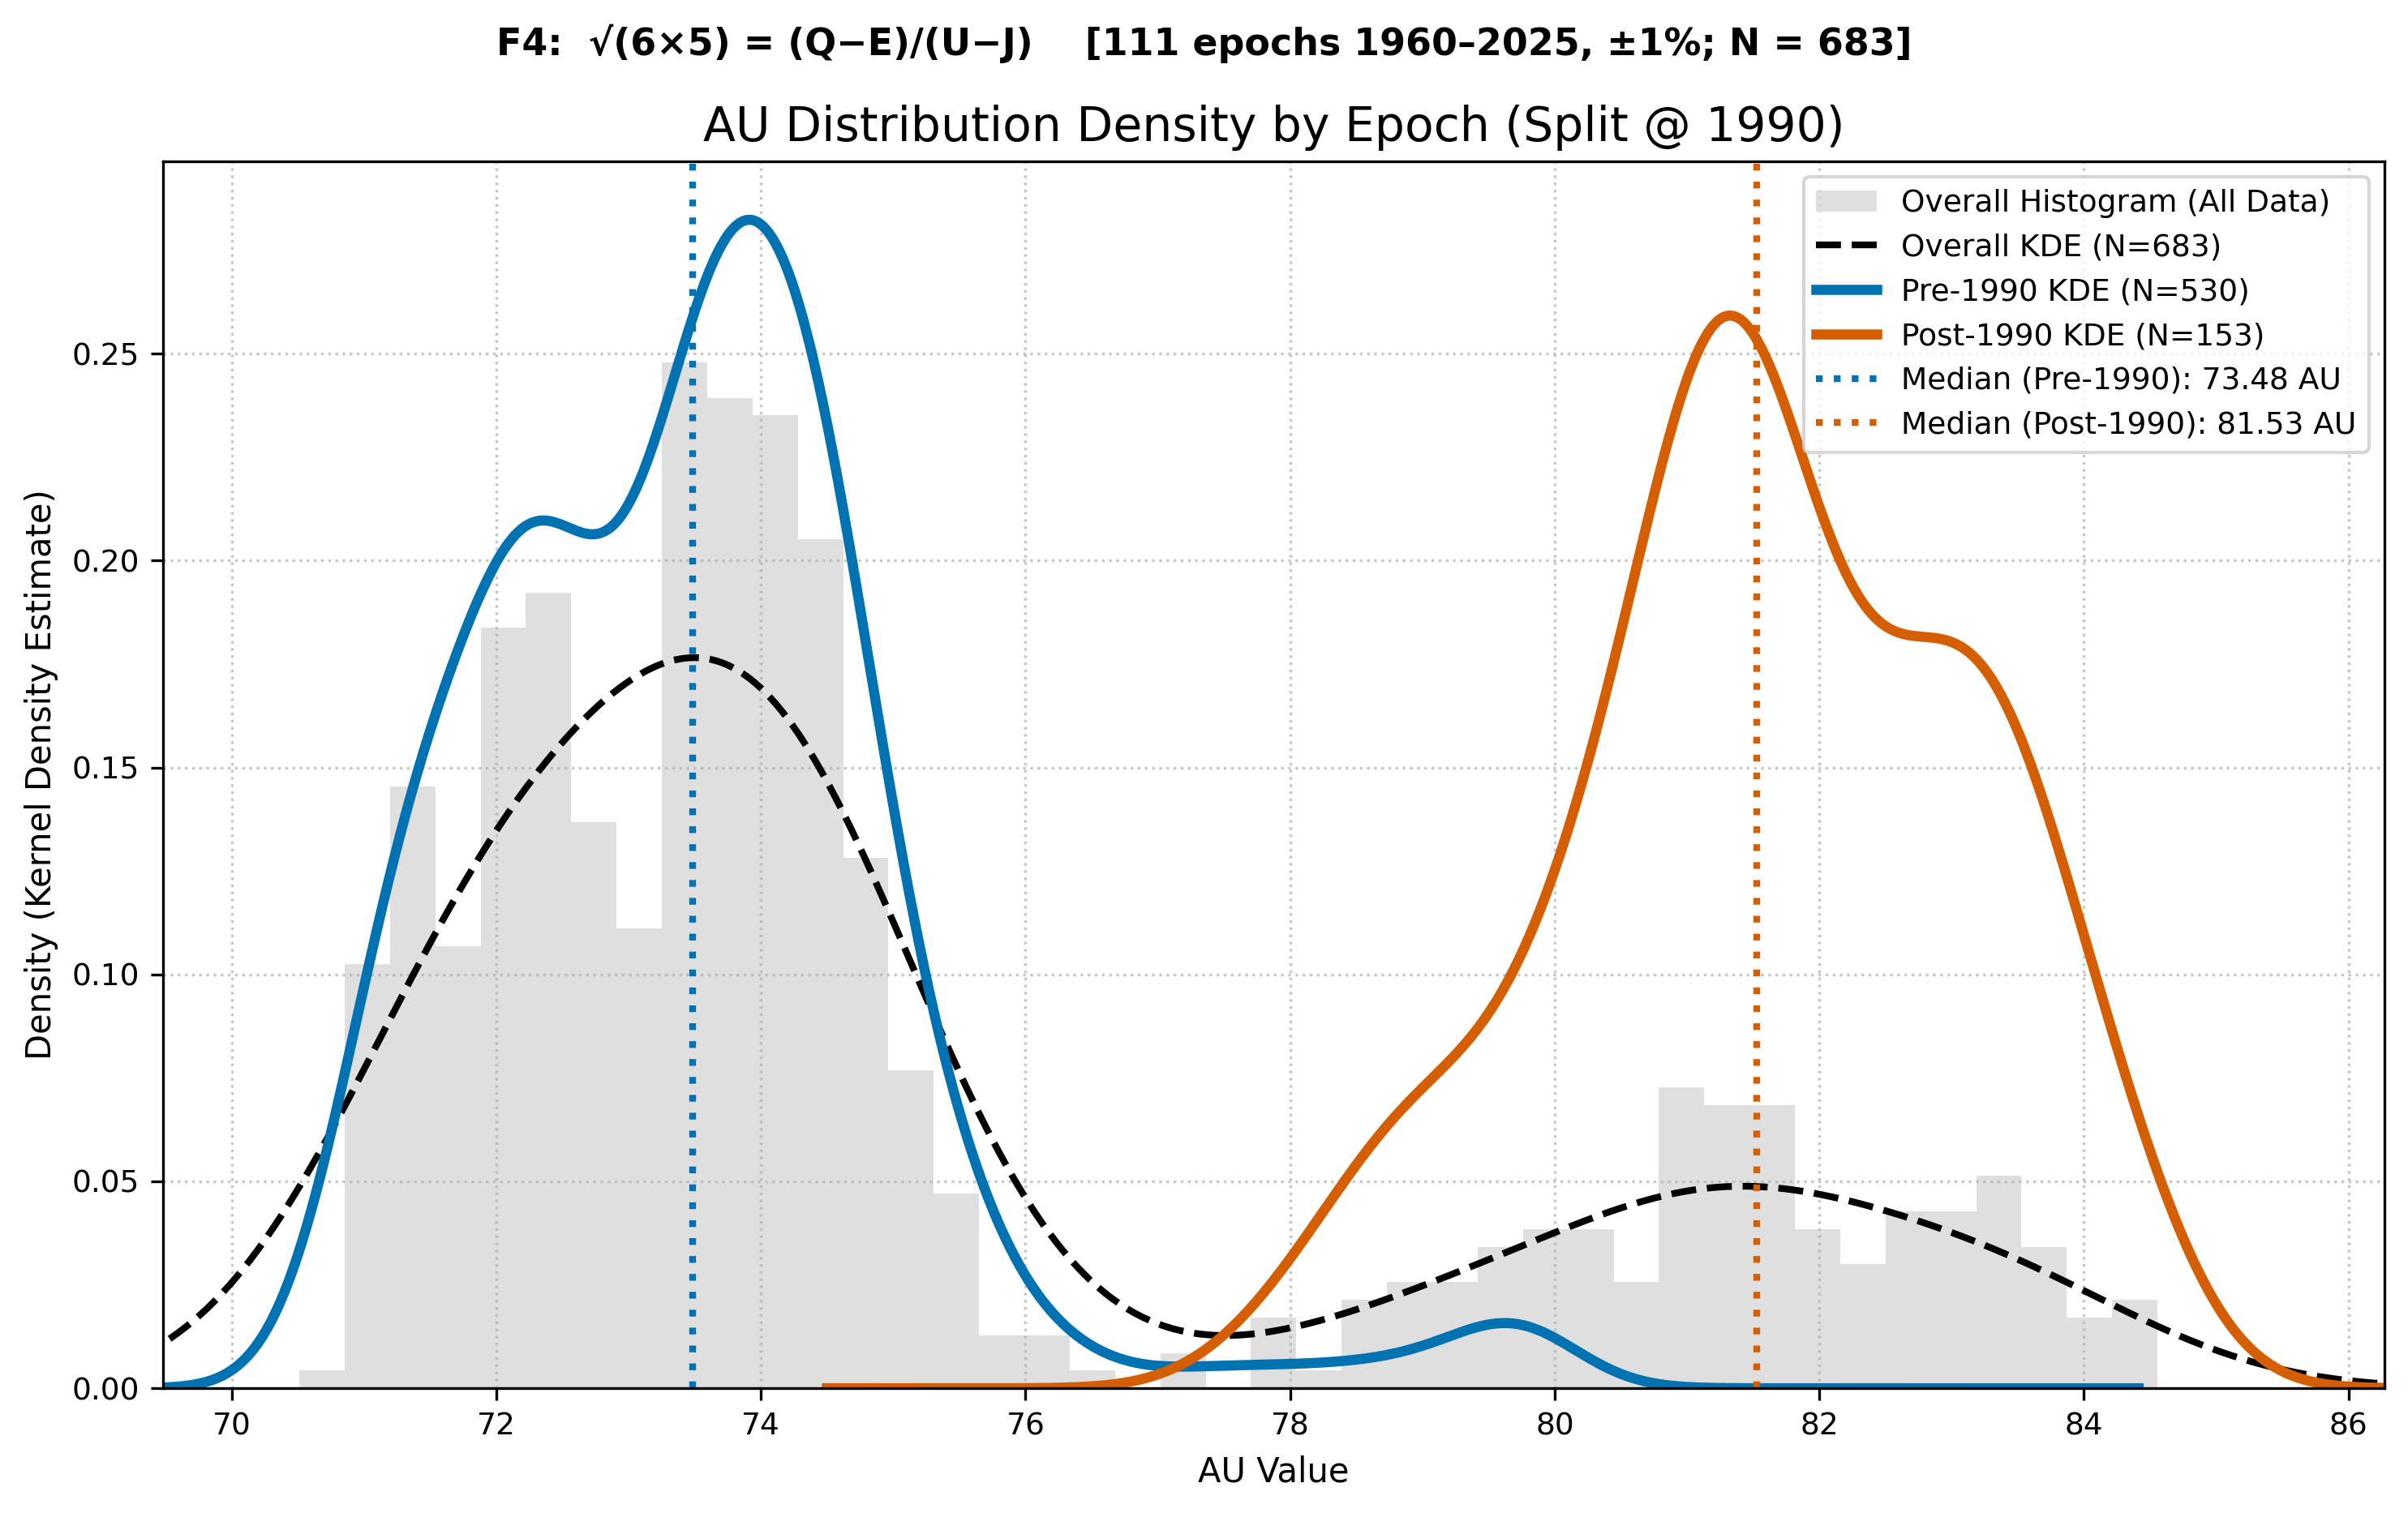 F4:  √(6×5) = (Q−E)/(U−J)    [111 epochs 1960–2025, ±1%; N = 683]
AU Distribution Density by Epoch (Split @ 1990)
Overall Histogram (All Data)
Overall KDE (N=683)
Pre-1990 KDE (N=530)
Post-1990 KDE (N=153)
Median (Pre-1990): 73.48 AU
Median (Post-1990): 81.53 AU
Density (Kernel Density Estimate)
0.25
0.20
0.15
0.10
0.05
0.00
70 72 74 76 78 80 82 84 86
AU Value